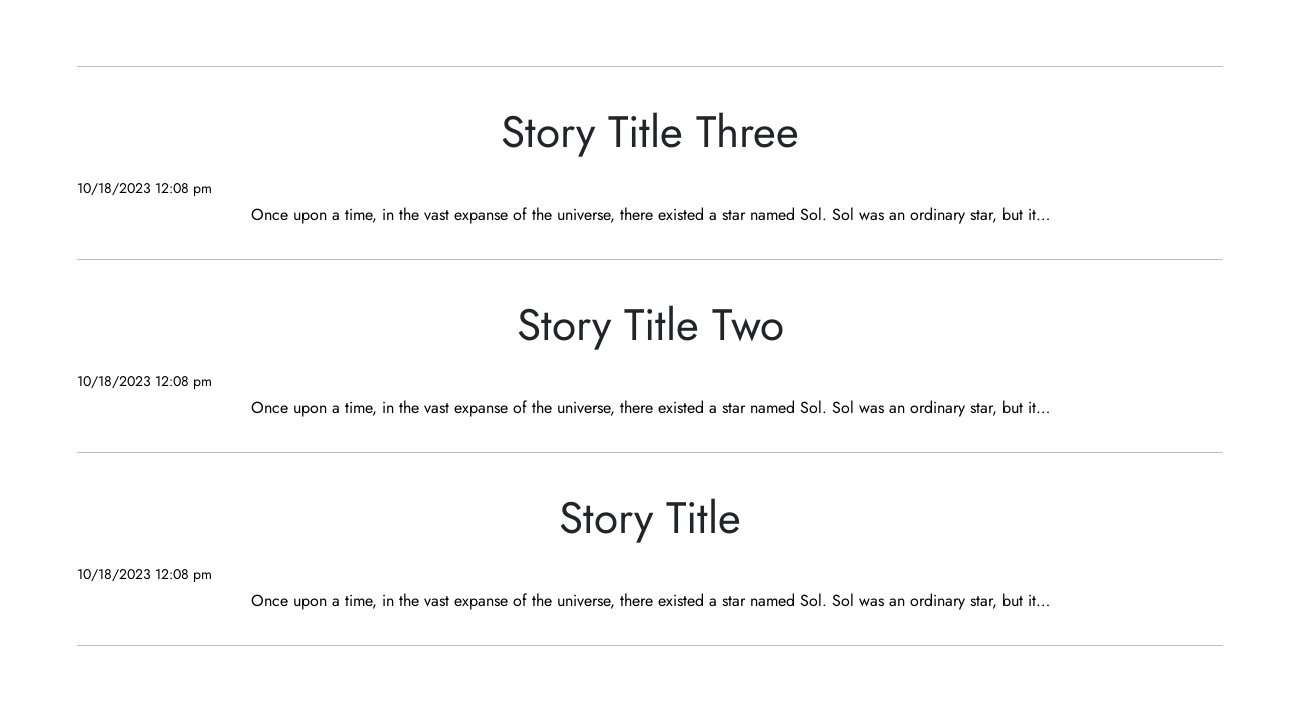 Story Title Three
10/18/2023 12:08 pm
Once upon a time, in the vast expanse of the universe, there existed a star named Sol. Sol was an ordinary star, but it...
Story Title Two
10/18/2023 12:08 pm
Once upon a time, in the vast expanse of the universe, there existed a star named Sol. Sol was an ordinary star, but it...
Story Title
10/18/2023 12:08 pm
Once upon a time, in the vast expanse of the universe, there existed a star named Sol. Sol was an ordinary star, but it...